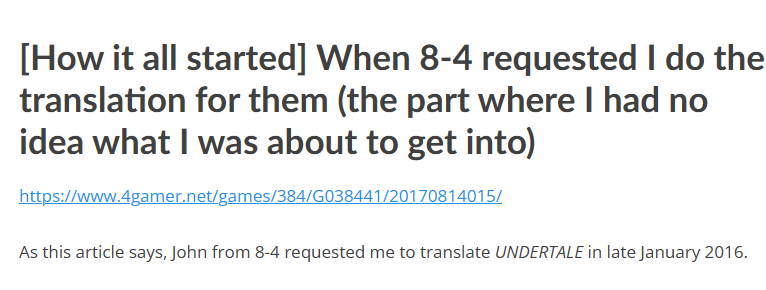 [How it all started] When 8-4 requested I do the
translation for them (the part where I had no
idea what I was about to get into)
https://www.4gamer.net/games/384/G038441/20170814015/
As this article says, John from 8-4 requested me to translate UNDERTALE in late January 2016.